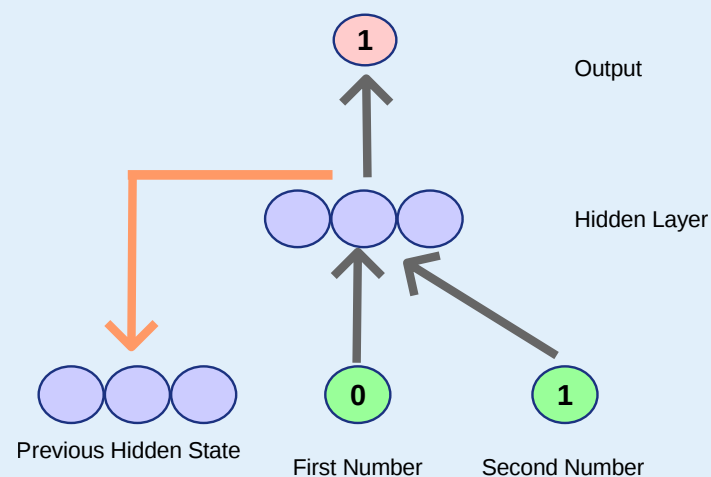 1
Output
Hidden Layer
0
1
Previous Hidden State
First Number
Second Number